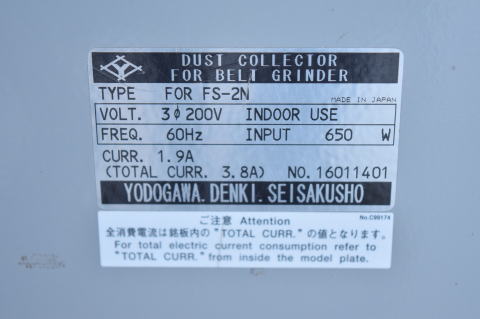 DUST COLLECTOR
FOR BELT GRINDER
TYPE FOR FS-2N
MADE IN JAPAN
VOLT. 3φ200V INDOOR USE
FREQ. 60Hz INPUT 650 W
CURR. 1.9A
(TOTAL CURR. 3.8A) NO.16011401
YODOGAWA.DENKI.SEISAKUSHO
ご注意 Attention
No.C99174
全消費電流は銘板内の"TOTAL CURR."の値となります。
For total electric current consumption refer to
"TOTAL CURR." from inside the model plate.